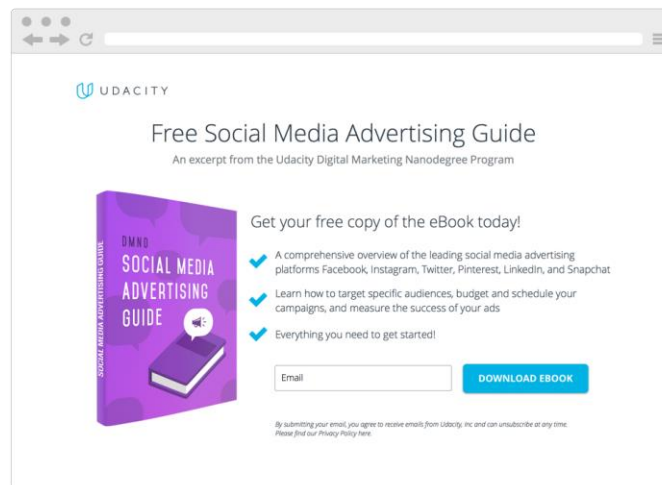 UDACITY
Free Social Media Advertising Guide
An excerpt from the Udacity Digital Marketing Nanodegree Program
SOCIAL MEDIA ADVERTISING GUIDE
DMND
SOCIAL MEDIA
ADVERTISING
GUIDE
Get your free copy of the eBook today!
A comprehensive overview of the leading social media advertising
platforms Facebook, Instagram, Twitter, Pinterest, LinkedIn, and Snapchat
Learn how to target specific audiences, budget and schedule your
campaigns, and measure the success of your ads
Everything you need to get started!
Email
DOWNLOAD EBOOK
By submitting your email, you agree to receive emails from Udacity, Inc and can unsubscribe at any time.
Please find our Privacy Policy here.